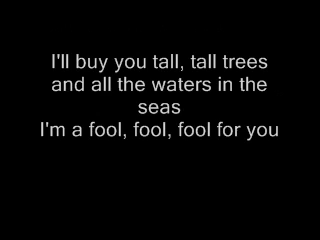 I'll buy you tall, tall trees
and all the waters in the
seas
I'm a fool, fool, fool for you